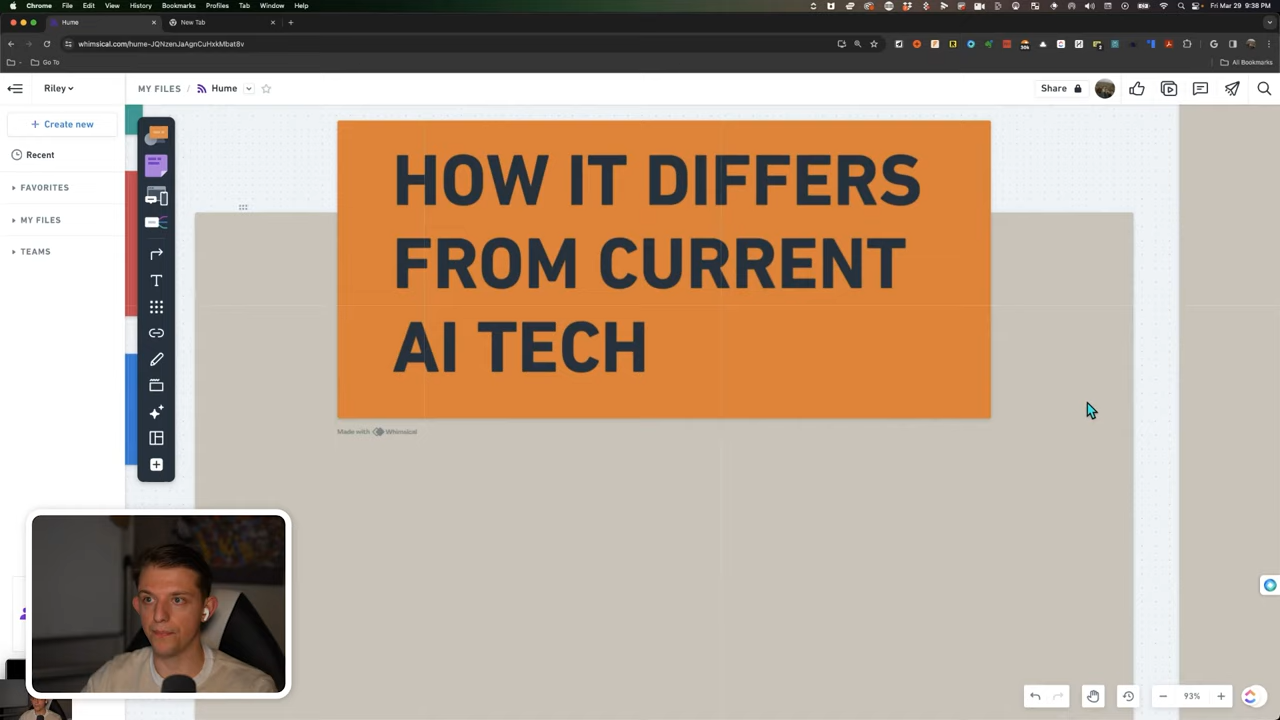 Chrome File Edit View History Bookmarks Profiles Tab Window Help
Fri Mar 29 9:38 PM
Home
New Tab
whimsical.com/hume-JQNzenJaAgnCuHxkMbat8v
Go To
All Bookmarks
Riley
MY FILES / Hume
Share
+ Create new
Recent
FAVORITES
MY FILES
TEAMS
HOW IT DIFFERS
FROM CURRENT
AI TECH
Made with Whimsical
93%